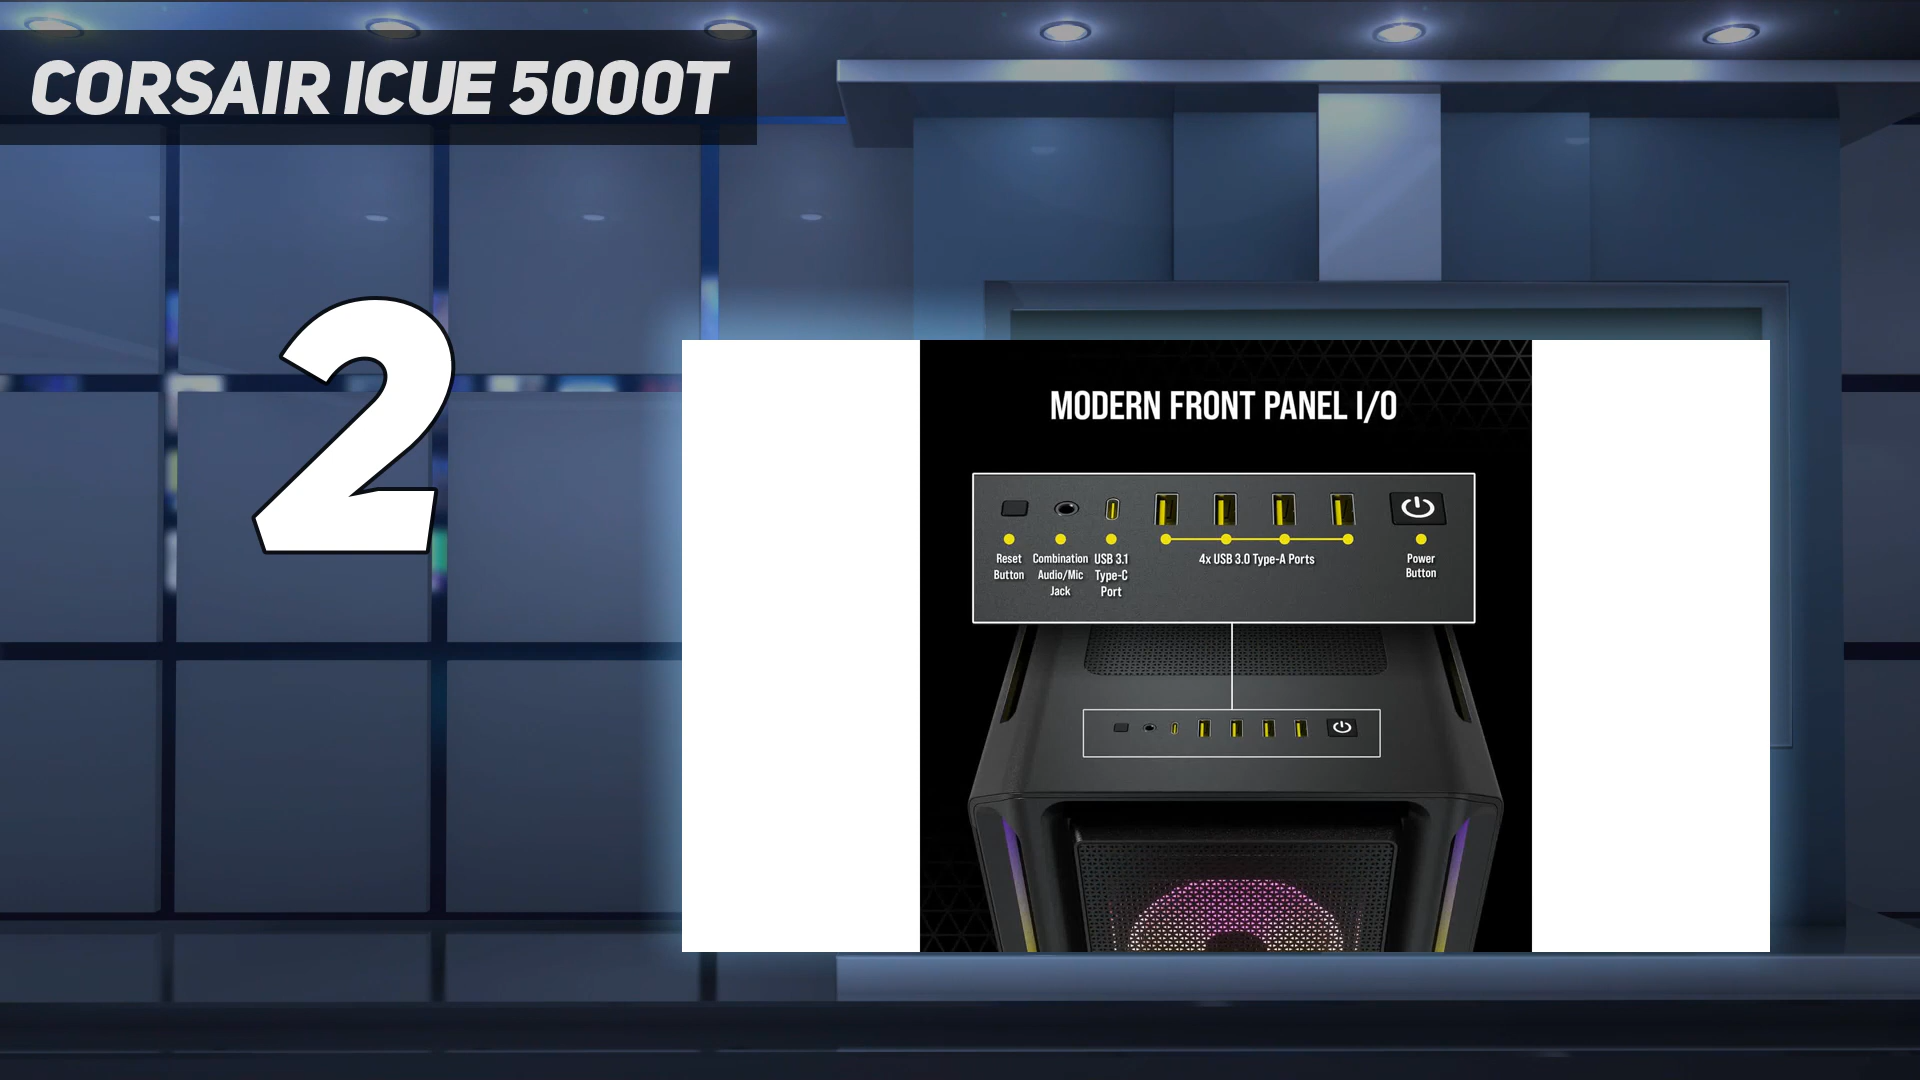 CORSAIR ICUE 5000T
2
MODERN FRONT PANEL I/O
Reset
Button
Combination
Audio/Mic
Jack
USB 3.1
Type-C
Port
4x USB 3.0 Type-A Ports
Power
Button